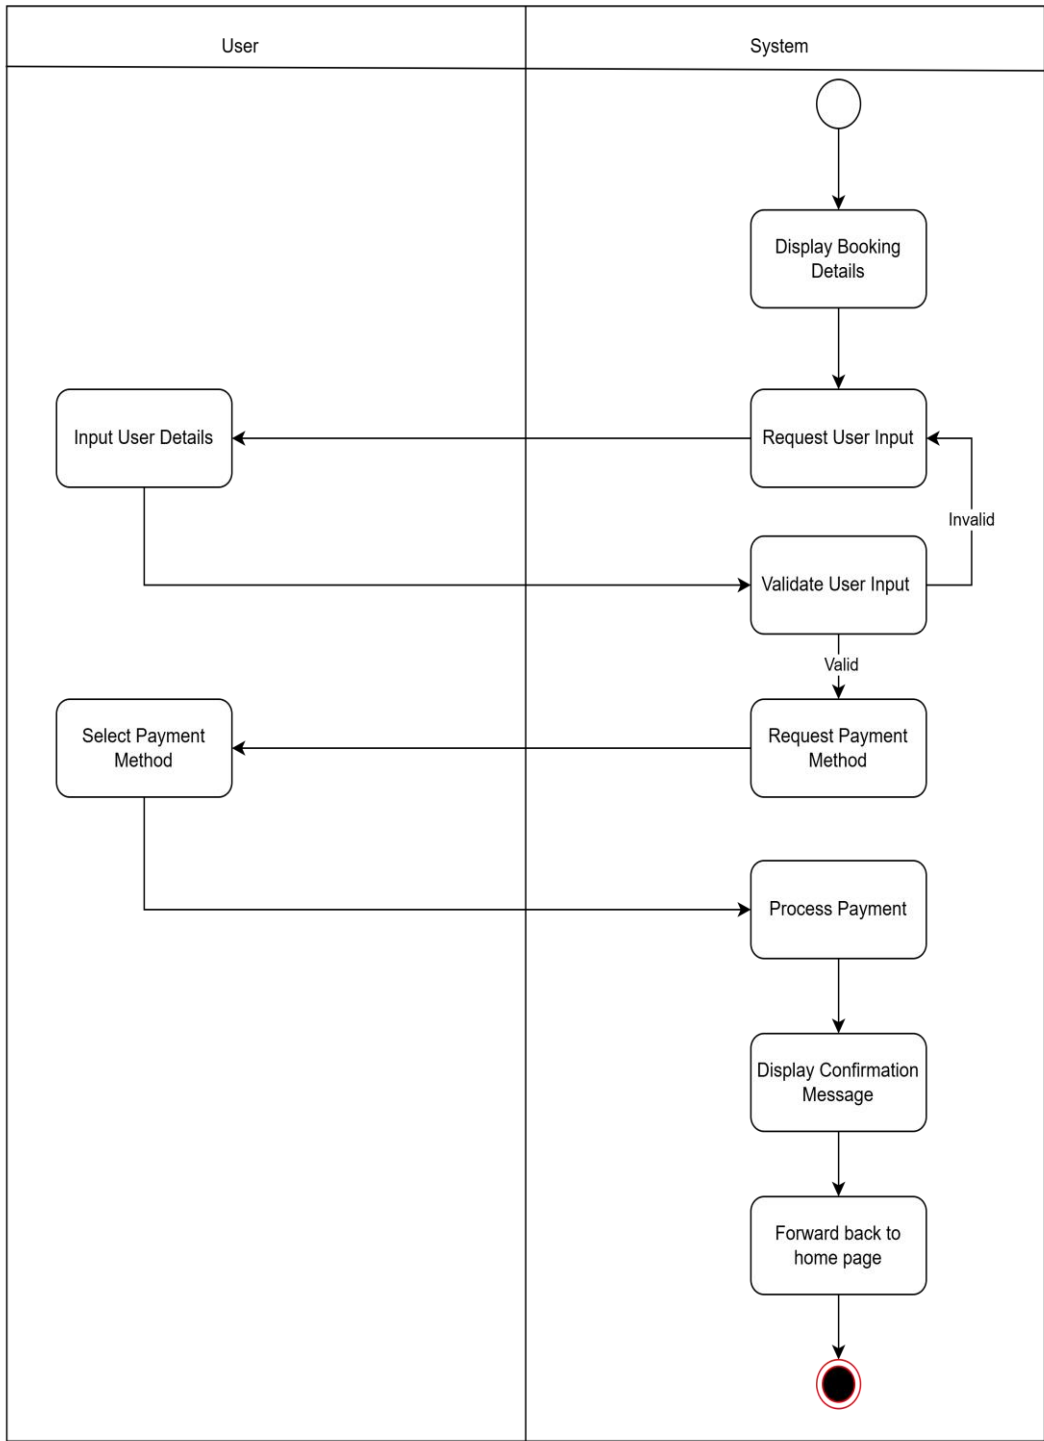 User
System
Display Booking
Details
Input User Details
Request User Input
Invalid
Validate User Input
Valid
Select Payment
Method
Request Payment
Method
Process Payment
Display Confirmation
Message
Forward back to
home page